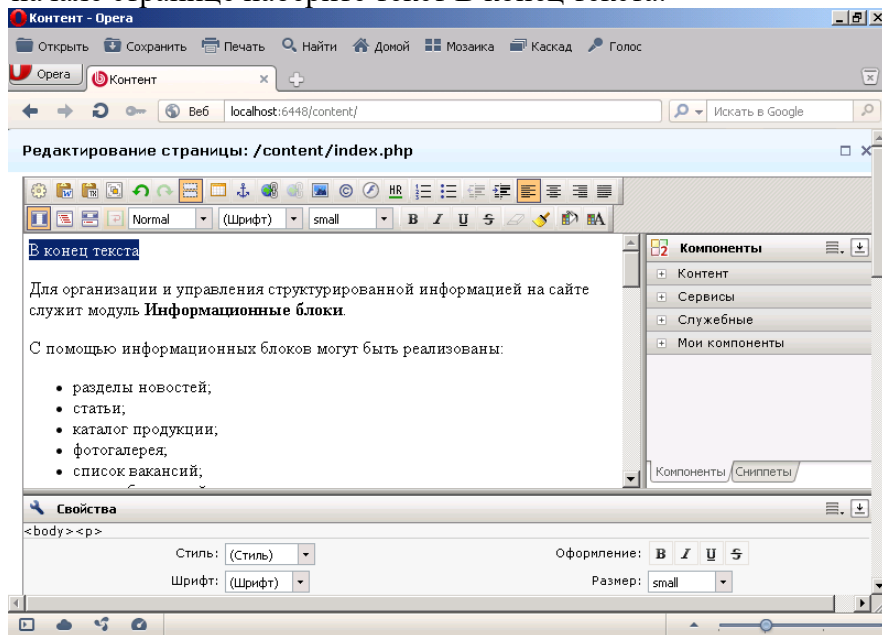 Контент - Opera
Открыть Сохранить Печать Найти Домой Мозаика Каскад Голос
Opera Контент
Веб localhost:6448/content/ Искать в Google
Редактирование страницы: /content/index.php
HR
Normal (Шрифт) small B I U S
В конец текста
Для организации и управления структурированной информацией на сайте
служит модуль Информационные блоки.
С помощью информационных блоков могут быть реализованы:
• разделы новостей;
• статьи;
• каталог продукции;
• фотогалерея;
• список вакансий;
Компоненты
Контент
Сервисы
Служебные
Мои компоненты
Компоненты Сниппеты
Свойства
<body><p>
Стиль: (Стиль) Оформление: B I U S
Шрифт: (Шрифт) Размер: small